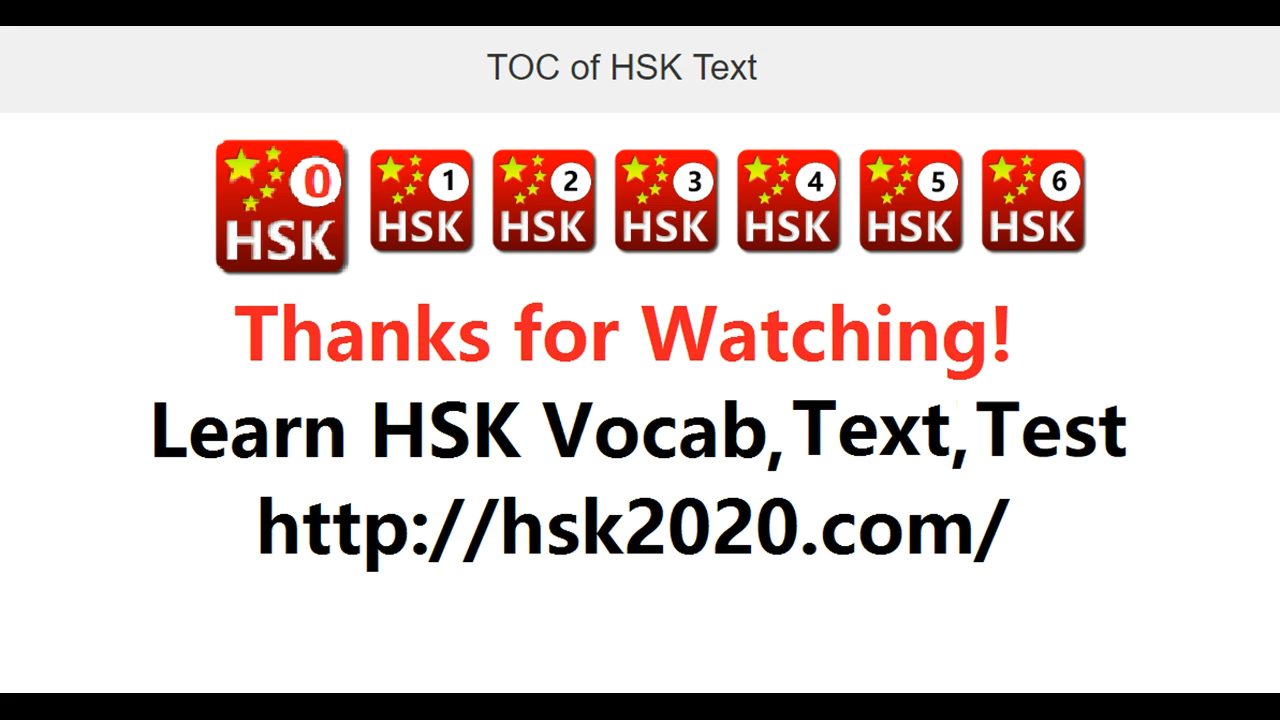 TOC of HSK Text
0 HSK 1 HSK 2 HSK 3 HSK 4 HSK 5 HSK 6 HSK
Thanks for Watching!
Learn HSK Vocab,Text,Test
http://hsk2020.com/